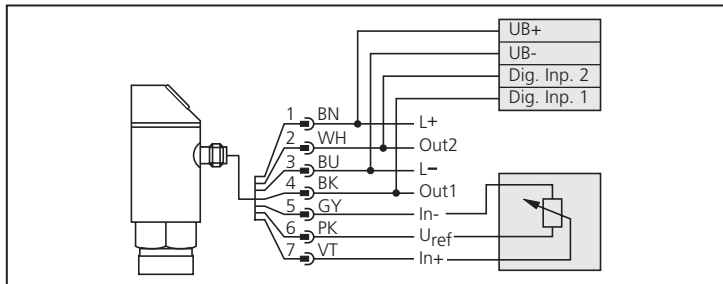 UB+
UB-
Dig. Inp. 2
Dig. Inp. 1
1 BN L+
2 WH Out2
3 BU L−
4 BK Out1
5 GY In-
6 PK Uref
7 VT In+